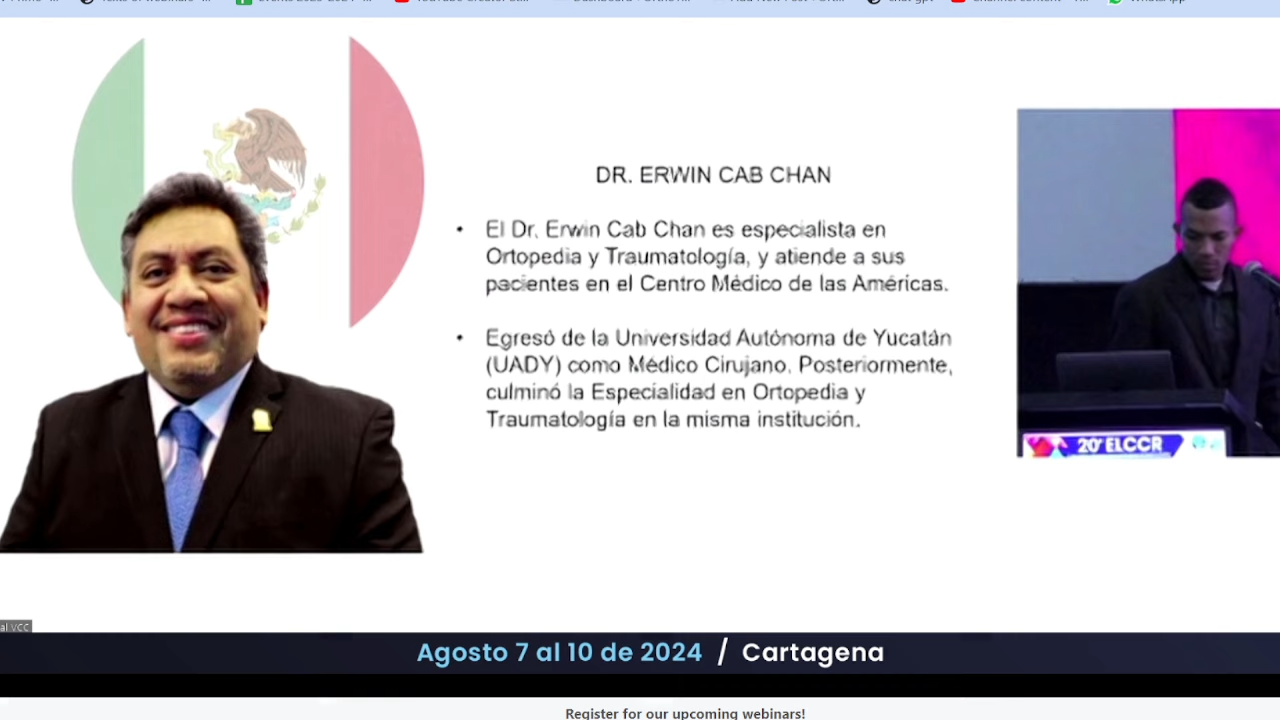 DR. ERWIN CAB CHAN
• El Dr. Erwin Cab Chan es especialista en
Ortopedia y Traumatología, y atiende a sus
pacientes en el Centro Médico de las Américas.
• Egresó de la Universidad Autónoma de Yucatán
(UADY) como Médico Cirujano. Posteriormente,
culminó la Especialidad en Ortopedia y
Traumatología en la misma institución.
20º ELCCR
al VCC
Agosto 7 al 10 de 2024 / Cartagena
Register for our upcoming webinars!